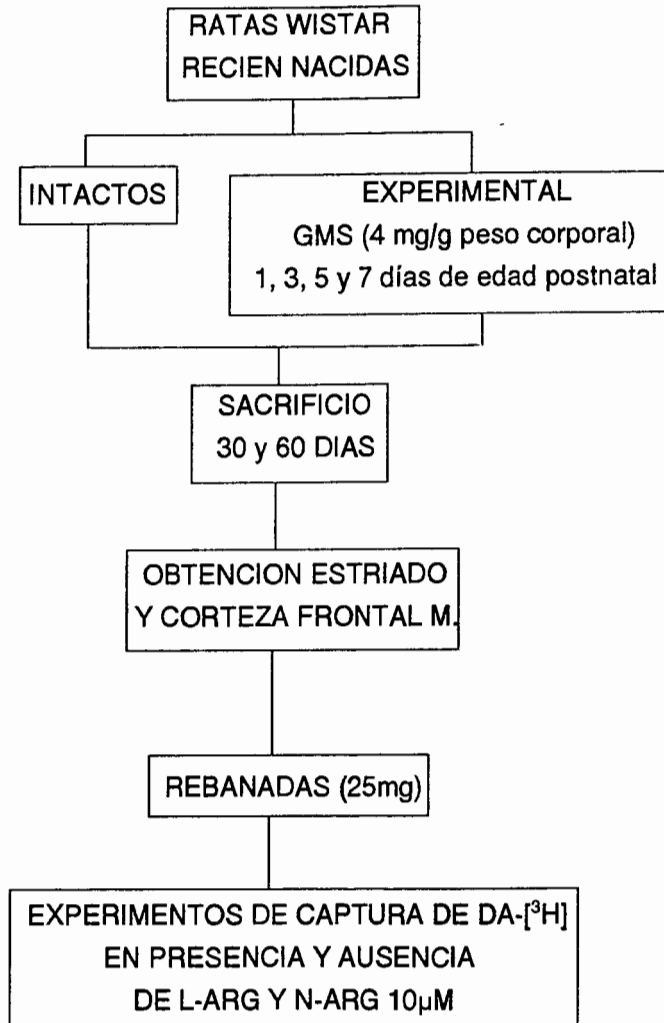 RATAS WISTAR
RECIEN NACIDAS
INTACTOS
EXPERIMENTAL
GMS (4 mg/g peso corporal)
1, 3, 5 y 7 días de edad postnatal
SACRIFICIO
30 y 60 DIAS
OBTENCION ESTRIADO
Y CORTEZA FRONTAL M.
REBANADAS (25mg)
EXPERIMENTOS DE CAPTURA DE DA-[³H]
EN PRESENCIA Y AUSENCIA
DE L-ARG Y N-ARG 10µM